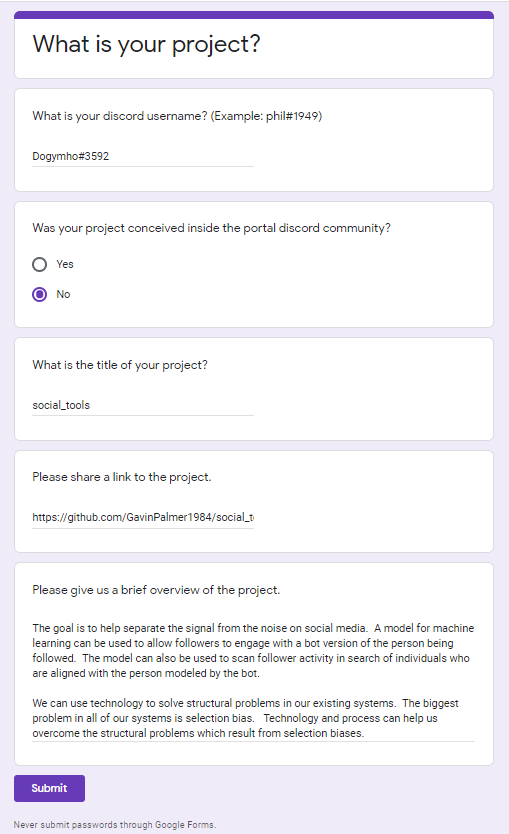 What is your project?
What is your discord username? (Example: phil#1949)
Dogymho#3592
Was your project conceived inside the portal discord community?
Yes
No
What is the title of your project?
social_tools
Please share a link to the project.
https://github.com/GavinPalmer1984/social_t
Please give us a brief overview of the project.
The goal is to help separate the signal from the noise on social media.  A model for machine
learning can be used to allow followers to engage with a bot version of the person being
followed.  The model can also be used to scan follower activity in search of individuals who
are aligned with the person modeled by the bot.
We can use technology to solve structural problems in our existing systems.  The biggest
problem in all of our systems is selection bias.   Technology and process can help us
overcome the structural problems which result from selection biases.
Submit
Never submit passwords through Google Forms.